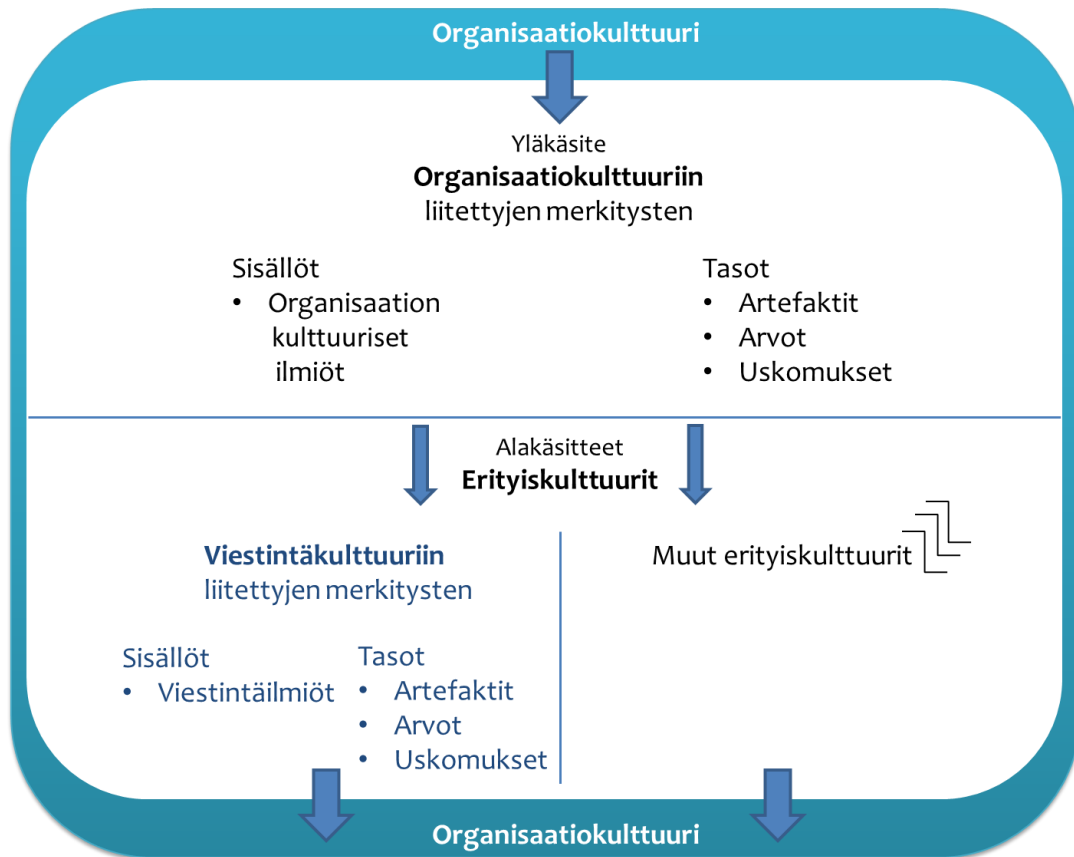 Organisaatiokulttuuri
Yläkäsite
Organisaatiokulttuuriin
liitettyjen merkitysten
Sisällöt
• Organisaation
kulttuuriset
ilmiöt
Tasot
• Artefaktit
• Arvot
• Uskomukset
Alakäsitteet
Erityiskulttuurit
Viestintäkulttuuriin
liitettyjen merkitysten
Sisällöt
• Viestintäilmiöt
Tasot
• Artefaktit
• Arvot
• Uskomukset
Muut erityiskulttuurit
Organisaatiokulttuuri